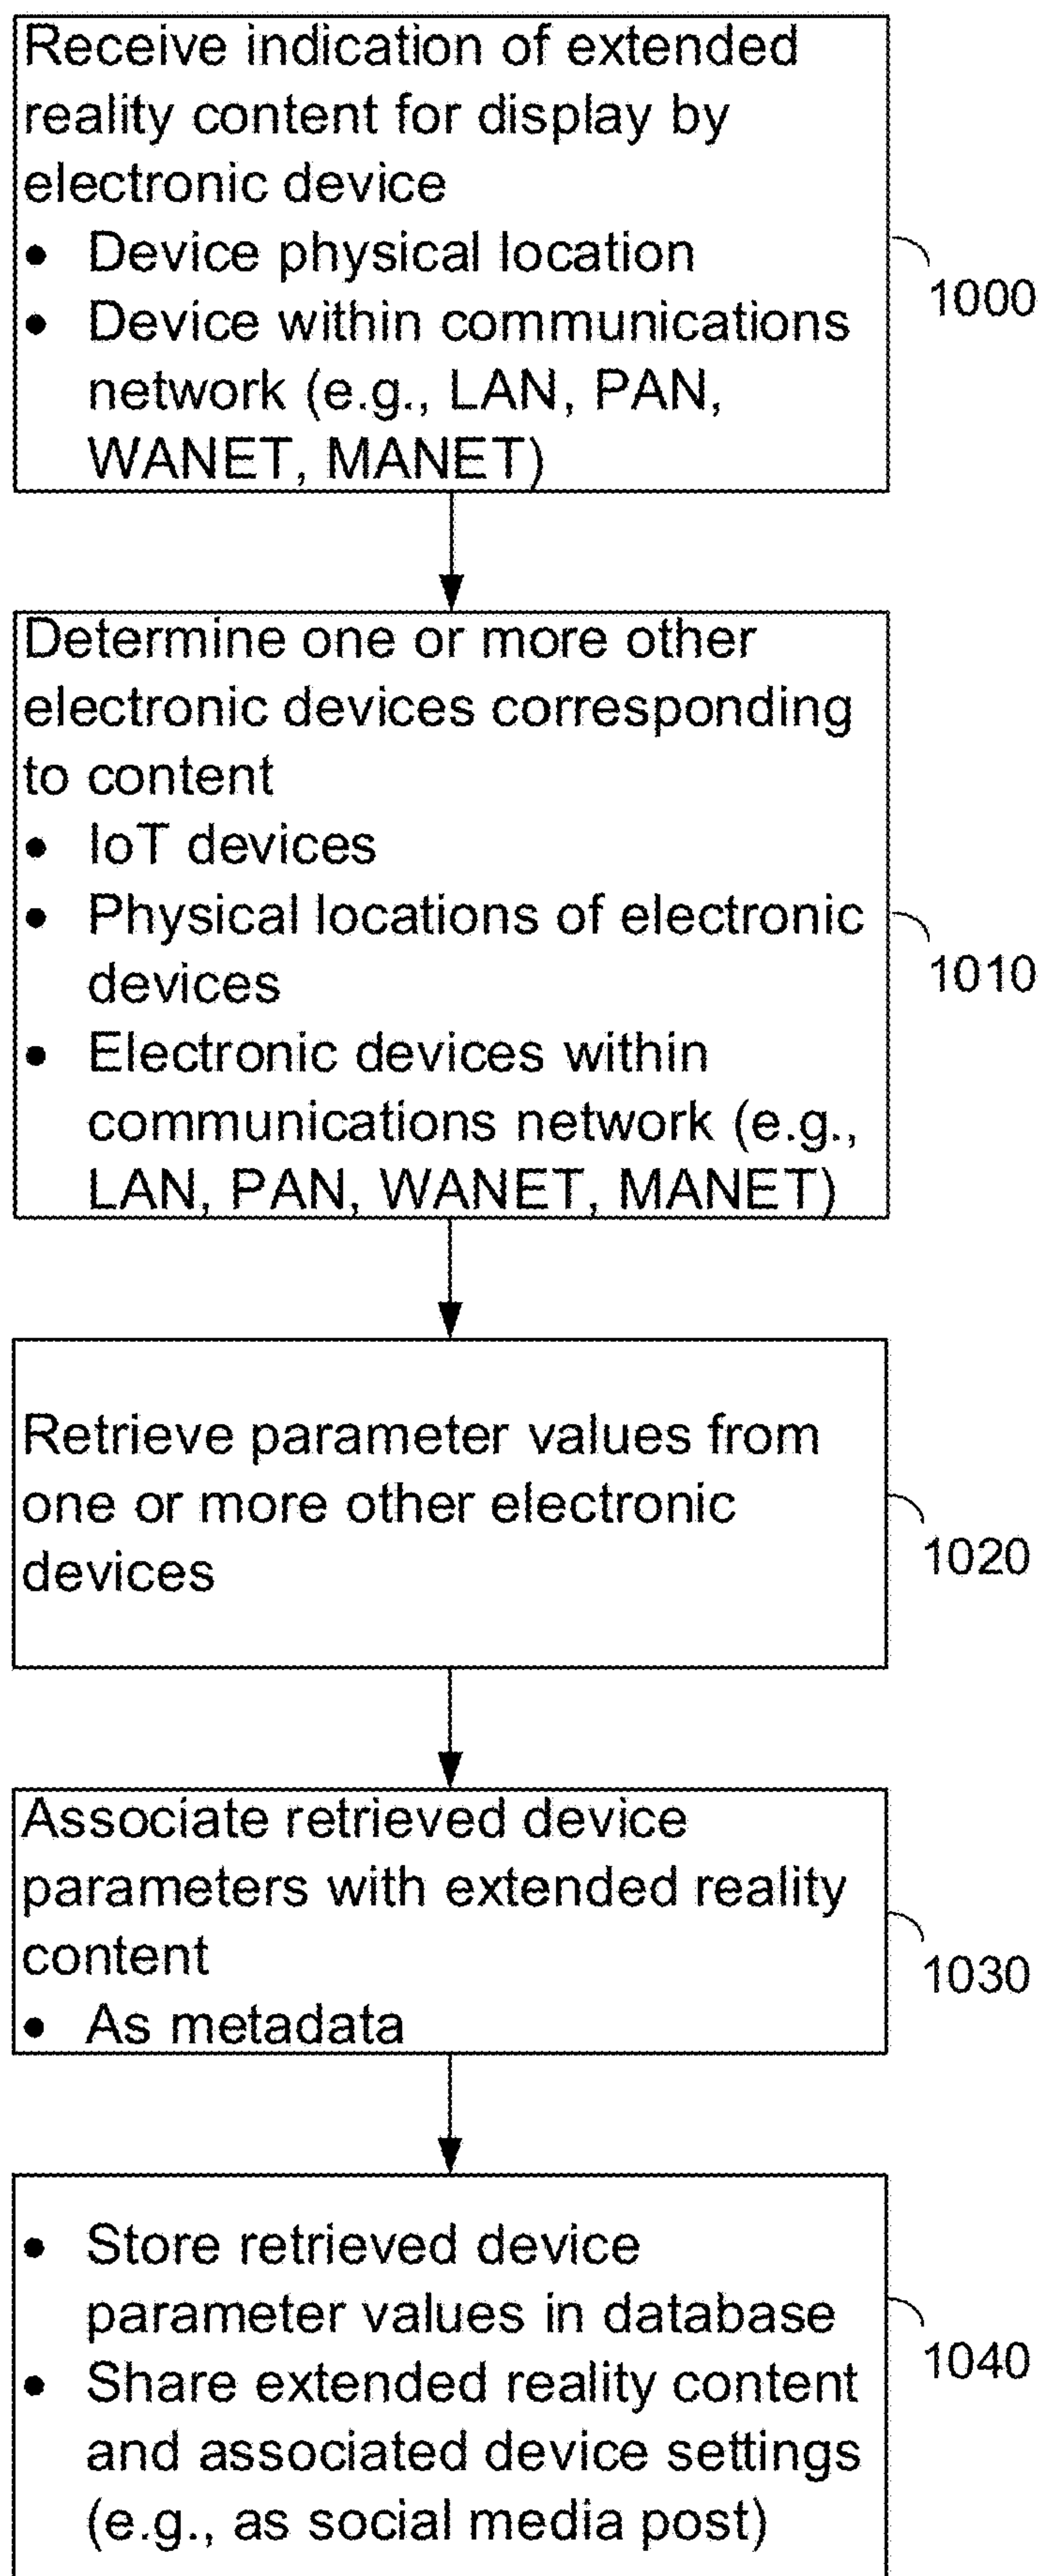 Receive indication of extended
reality content for display by
electronic device
• Device physical location
• Device within communications
network (e.g., LAN, PAN,
WANET, MANET)
1000
Determine one or more other
electronic devices corresponding
to content
• IoT devices
• Physical locations of electronic
devices
• Electronic devices within
communications network (e.g.,
LAN, PAN, WANET, MANET)
1010
Retrieve parameter values from
one or more other electronic
devices
1020
Associate retrieved device
parameters with extended reality
content
• As metadata
1030
• Store retrieved device
parameter values in database
• Share extended reality content
and associated device settings
(e.g., as social media post)
1040